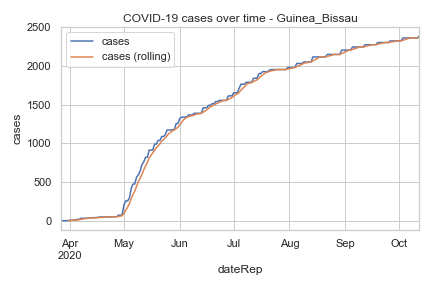 COVID-19 cases over time - Guinea_Bissau
cases
cases (rolling)
2500
2000
1500
1000
500
0
cases
Apr
2020
May
Jun
Jul
Aug
Sep
Oct
dateRep